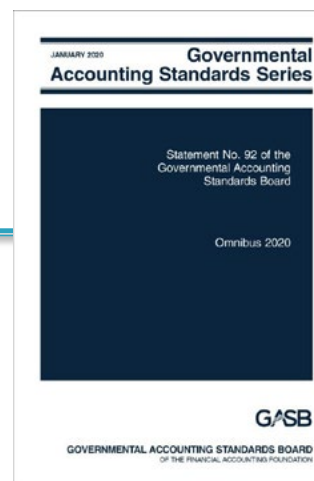 JANUARY 2020
Governmental
Accounting Standards Series
Statement No. 92 of the
Governmental Accounting
Standards Board
Omnibus 2020
GASB
GOVERNMENTAL ACCOUNTING STANDARDS BOARD
OF THE FINANCIAL ACCOUNTING FOUNDATION